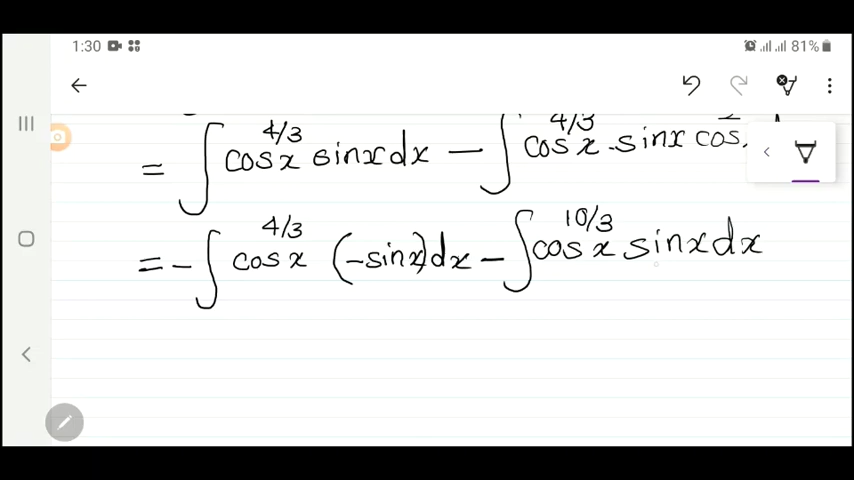 1:30 81%
= ∫ cos^4/3 x sinx dx − ∫ cos^4/3 x . sinx cos
= − ∫ cos^4/3 x (−sinx) dx − ∫ cos^10/3 x sinx dx